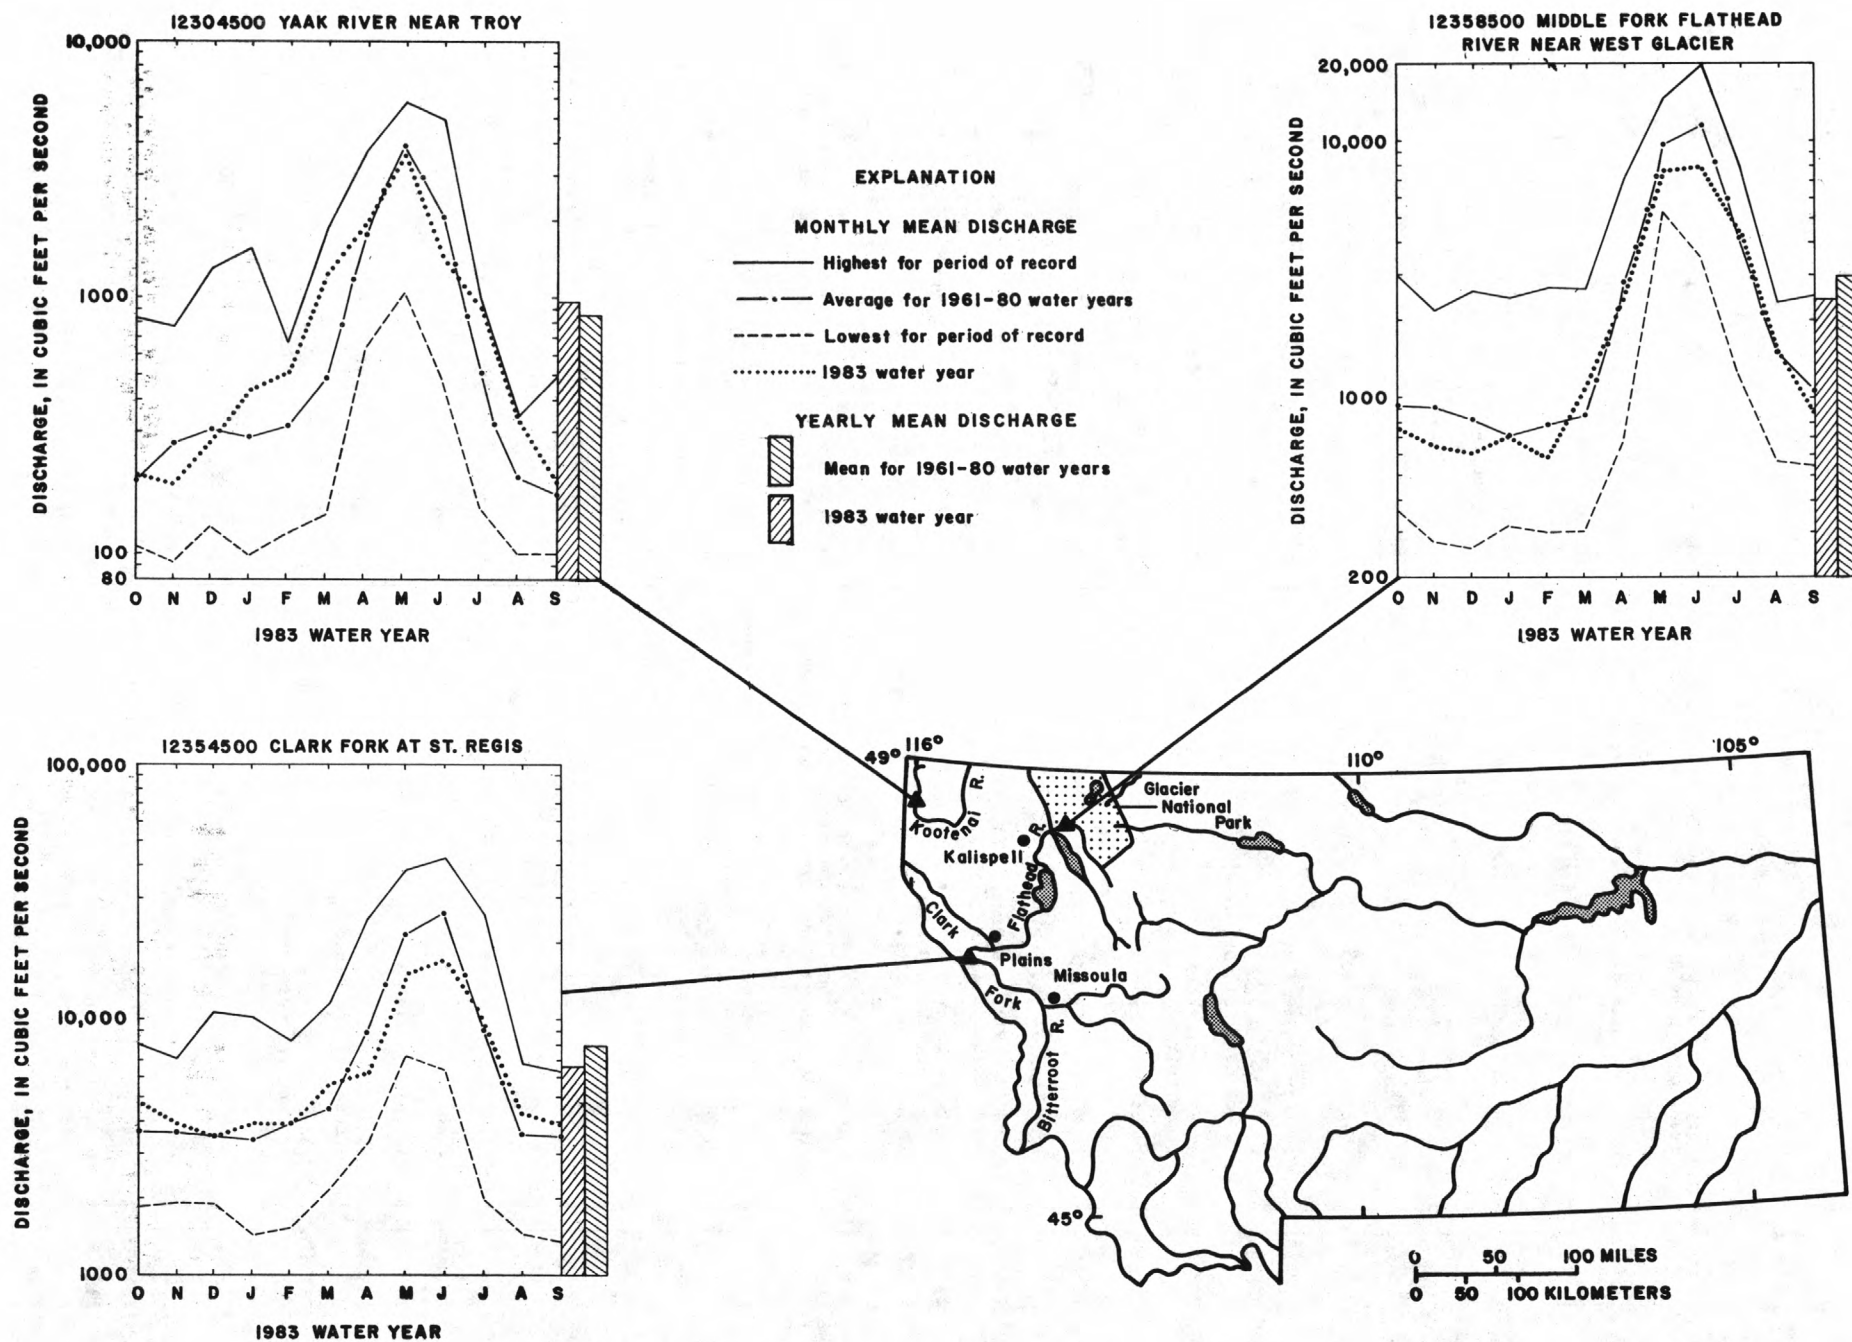 12304500 YAAK RIVER NEAR TROY
10,000
1000
100
80
DISCHARGE, IN CUBIC FEET PER SECOND
O N D J F M A M J J A S
1983 WATER YEAR
EXPLANATION
MONTHLY MEAN DISCHARGE
Highest for period of record
Average for 1961-80 water years
Lowest for period of record
1983 water year
YEARLY MEAN DISCHARGE
Mean for 1961-80 water years
1983 water year
12358500 MIDDLE FORK FLATHEAD
RIVER NEAR WEST GLACIER
20,000
10,000
1000
200
DISCHARGE, IN CUBIC FEET PER SECOND
O N D J F M A M J J A S
1983 WATER YEAR
12354500 CLARK FORK AT ST. REGIS
100,000
10,000
1000
DISCHARGE, IN CUBIC FEET PER SECOND
O N D J F M A M J J A S
1983 WATER YEAR
49° 116°
110°
105°
45°
Kootenai R.
Glacier
National
Park
Kalispell
Flathead R.
Clark
Fork
Plains
Missoula
Bitterroot R.
0 50 100 MILES
0 50 100 KILOMETERS